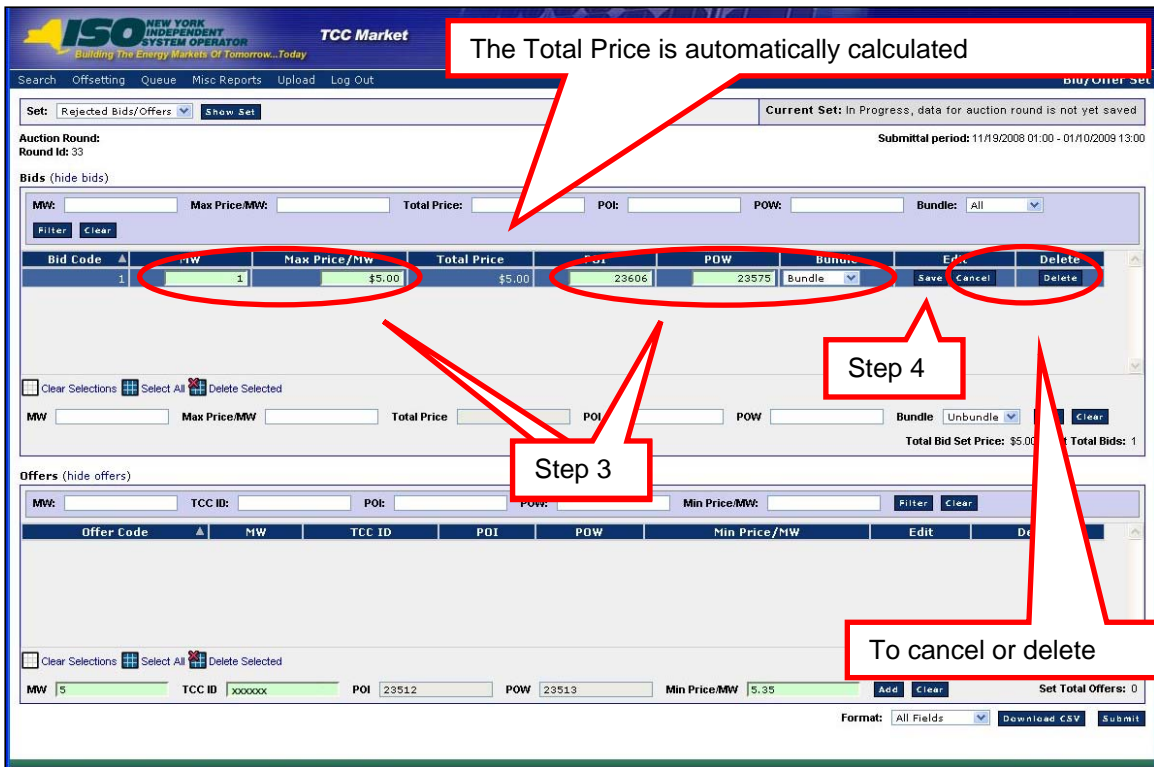 NEW YORK
ISO INDEPENDENT
SYSTEM OPERATOR
Building The Energy Markets Of Tomorrow...Today
TCC Market
The Total Price is automatically calculated
Search Offsetting Queue Misc Reports Upload Log Out
Bid/Offer Set
Set: Rejected Bids/Offers Show Set
Current Set: In Progress, data for auction round is not yet saved
Auction Round:
Submittal period: 11/19/2008 01:00 - 01/10/2009 13:00
Round Id: 33
Bids (hide bids)
MW: Max Price/MW: Total Price: POI: POW: Bundle: All
Filter Clear
Bid Code MW Max Price/MW Total Price POI POW Bundle Edit Delete
1 1 $5.00 $5.00 23606 23575 Bundle Save Cancel Delete
Step 4
Clear Selections Select All Delete Selected
MW Max Price/MW Total Price POI POW Bundle Unbundle Clear
Total Bid Set Price: $5.00 Total Bids: 1
Step 3
Offers (hide offers)
MW: TCC ID: POI: POW: Min Price/MW: Filter Clear
Offer Code MW TCC ID POI POW Min Price/MW Edit
To cancel or delete
Clear Selections Select All Delete Selected
MW 5 TCC ID xxxxxx POI 23512 POW 23513 Min Price/MW 5.35 Add Clear Set Total Offers: 0
Format: All Fields Download CSV Submit